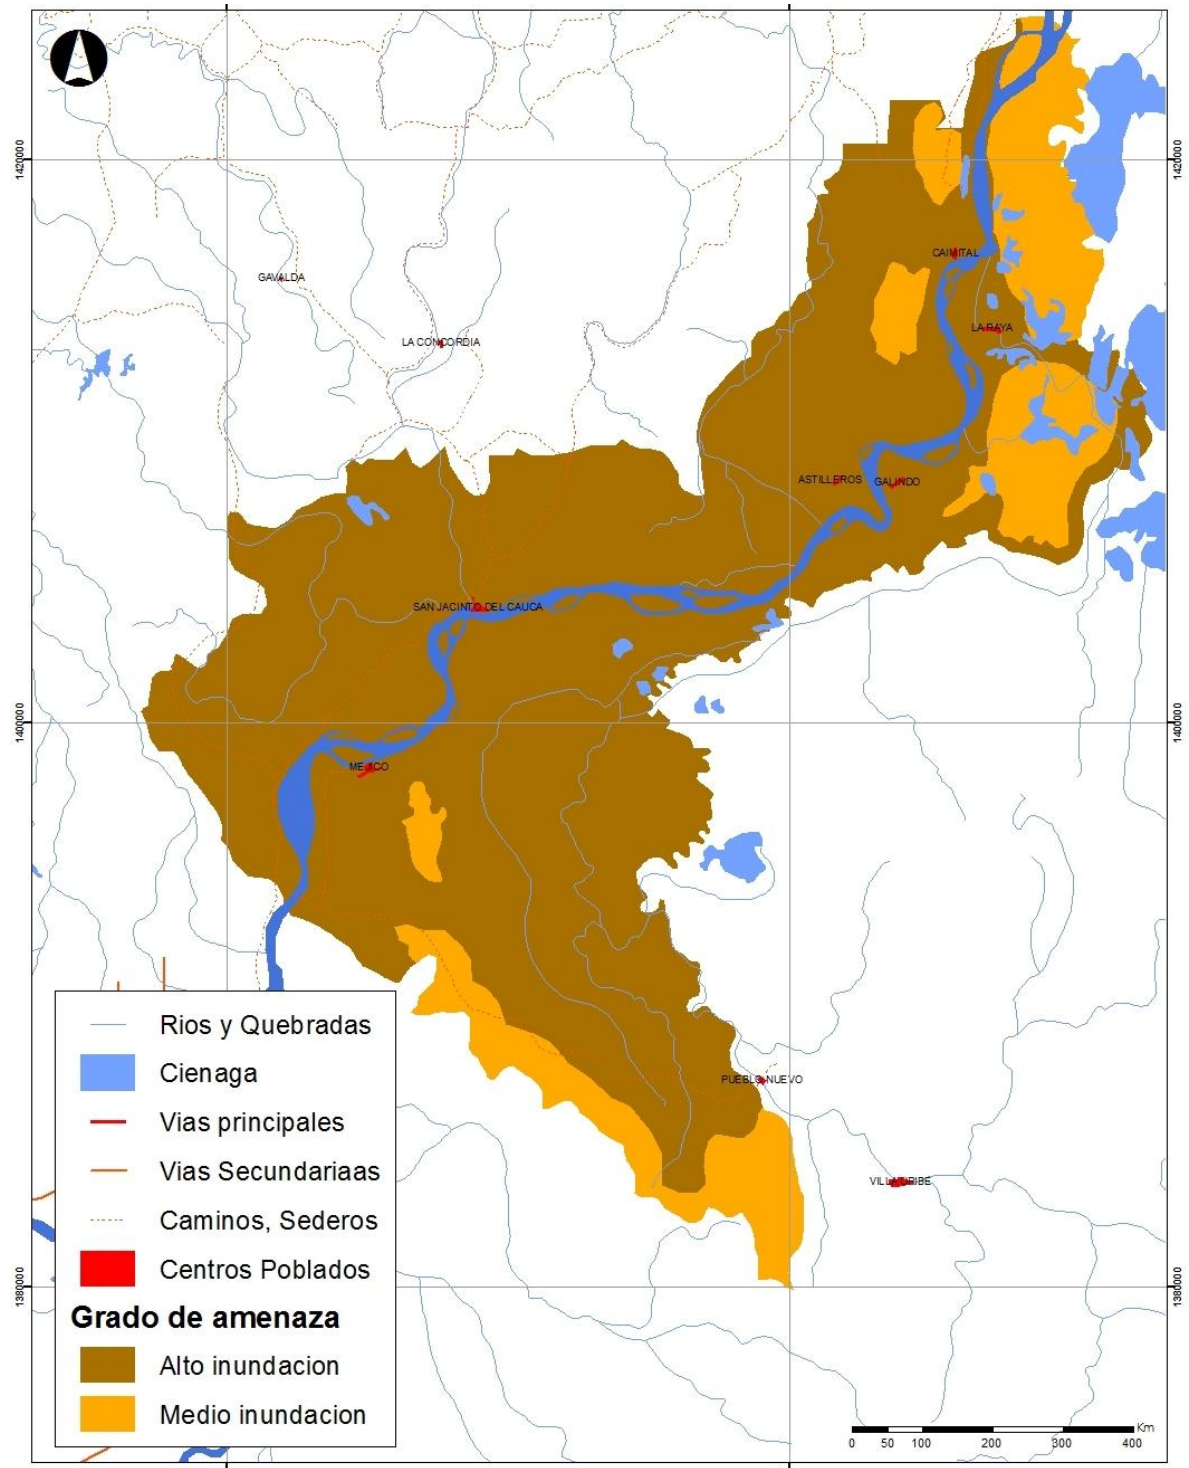 1420000
1420000
CAIMITAL
GAVALDA
LA RAYA
LA CONCORDIA
ASTILLEROS
GALINDO
SAN JACINTO DEL CAUCA
1400000
1400000
MEJICO
PUEBLO NUEVO
VILLA URIBE
1380000
1380000
Rios y Quebradas
Cienaga
Vias principales
Vias Secundariaas
Caminos, Sederos
Centros Poblados
Grado de amenaza
Alto inundacion
Medio inundacion
Km
0 50 100 200 300 400